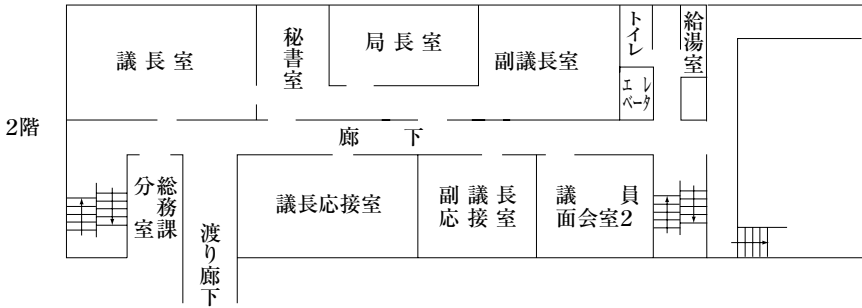 議長室
秘書室
局長室
副議長室
トイレ
エレベータ
給湯室
2階
廊下
総務課分室
渡り廊下
議長応接室
副議長
応接室
議員
面会室2